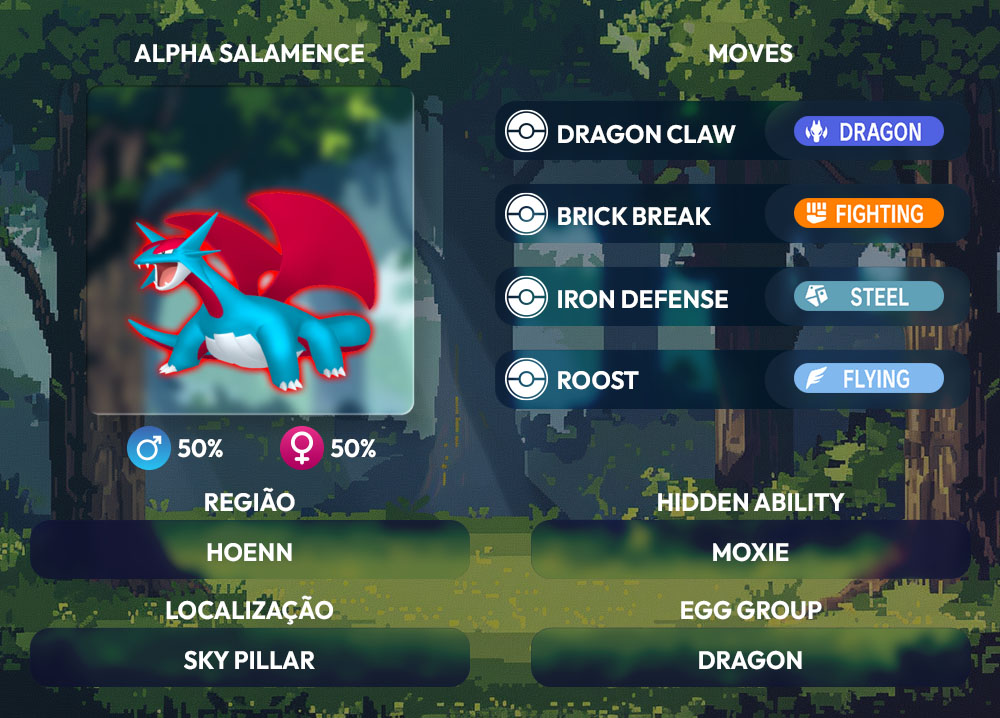 ALPHA SALAMENCE
50%
50%
REGIÃO
HOENN
LOCALIZAÇÃO
SKY PILLAR
MOVES
DRAGON CLAW DRAGON
BRICK BREAK FIGHTING
IRON DEFENSE STEEL
ROOST FLYING
HIDDEN ABILITY
MOXIE
EGG GROUP
DRAGON